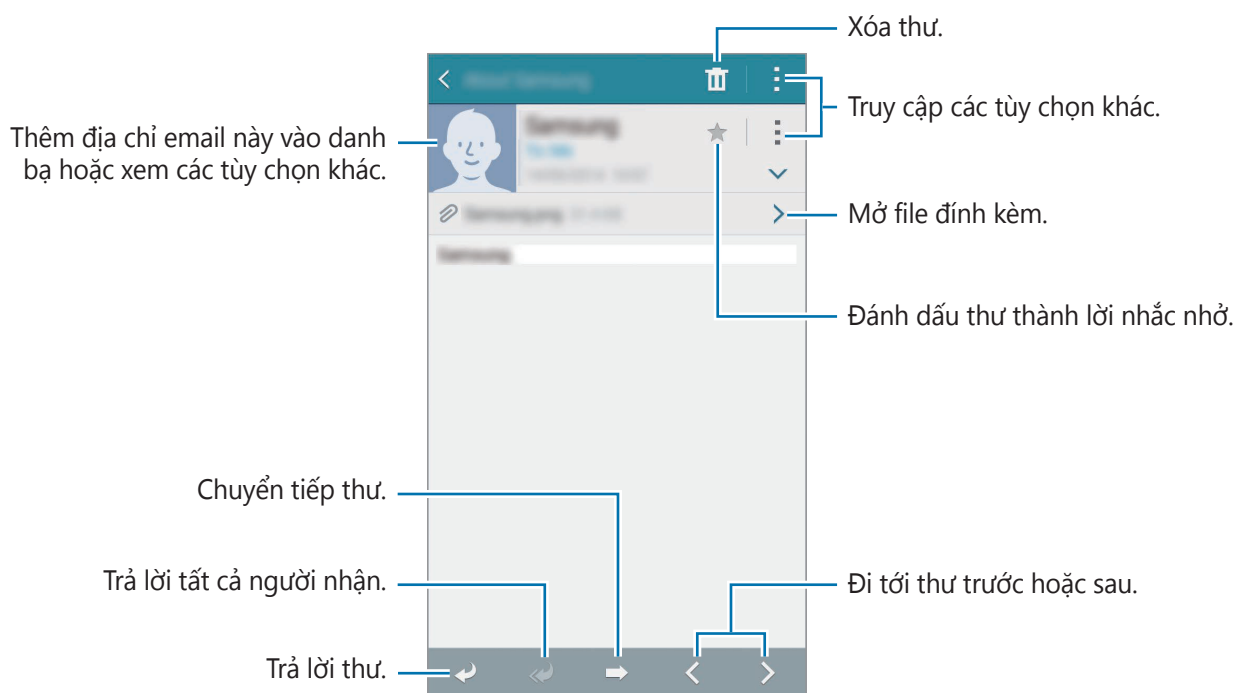 Xóa thư.
Truy cập các tùy chọn khác.
Thêm địa chỉ email này vào danh
bạ hoặc xem các tùy chọn khác.
Samsung
Mở file đính kèm.
Samsung
Đánh dấu thư thành lời nhắc nhở.
Chuyển tiếp thư.
Trả lời tất cả người nhận.
Đi tới thư trước hoặc sau.
Trả lời thư.